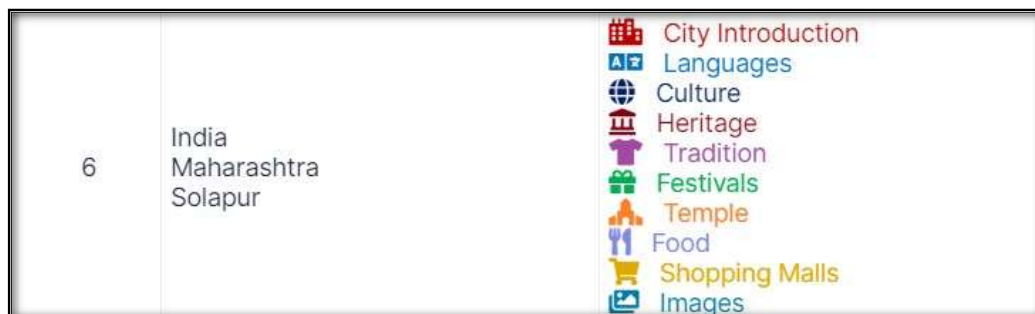 6
India
Maharashtra
Solapur
City Introduction
Languages
Culture
Heritage
Tradition
Festivals
Temple
Food
Shopping Malls
Images